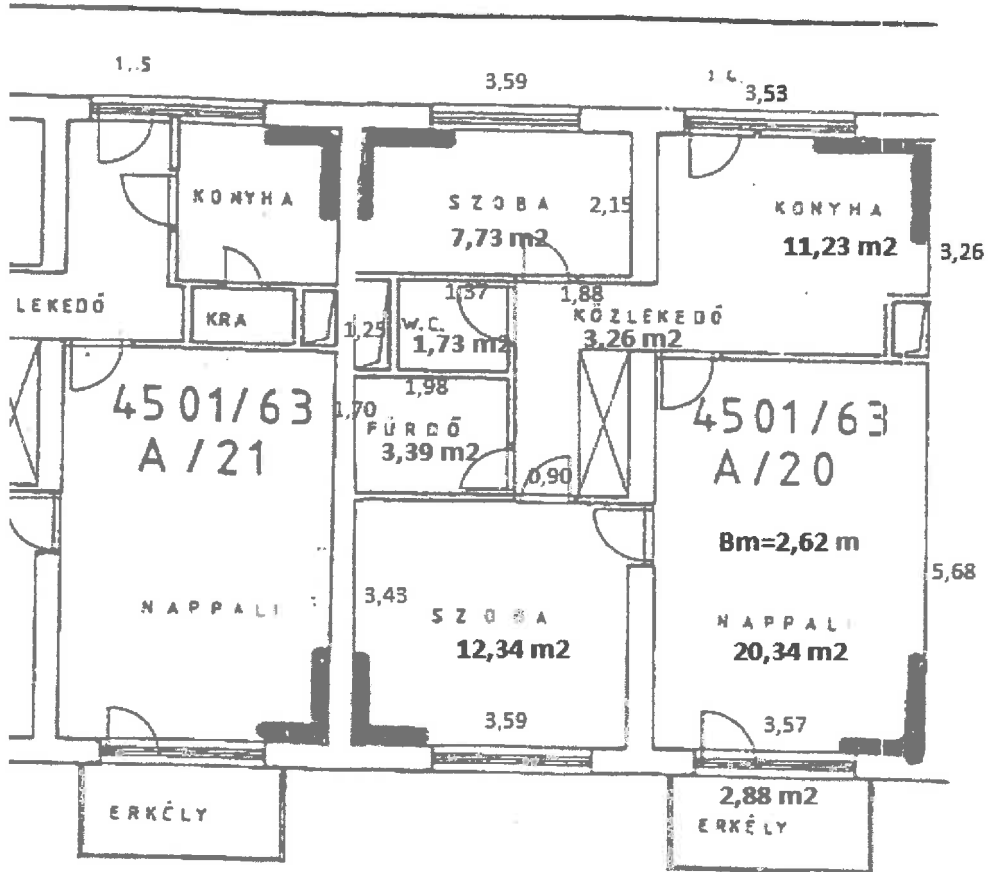 1,.5
3,59
3,53
KONYHA
SZOBA
2,15
7,73 m2
KONYHA
11,23 m2
3,26
LEKEDŐ
KRA
1,37
1,88
KÖZLEKEDŐ
3,26 m2
1,25
W.C.
1,73 m2
1,98
1,70
FÜRDŐ
3,39 m2
0,90
4501/63
A/21
4501/63
A/20
Bm=2,62 m
5,68
3,43
NAPPALI
SZOBA
12,34 m2
NAPPALI
20,34 m2
3,59
3,57
2,88 m2
ERKÉLY
ERKÉLY